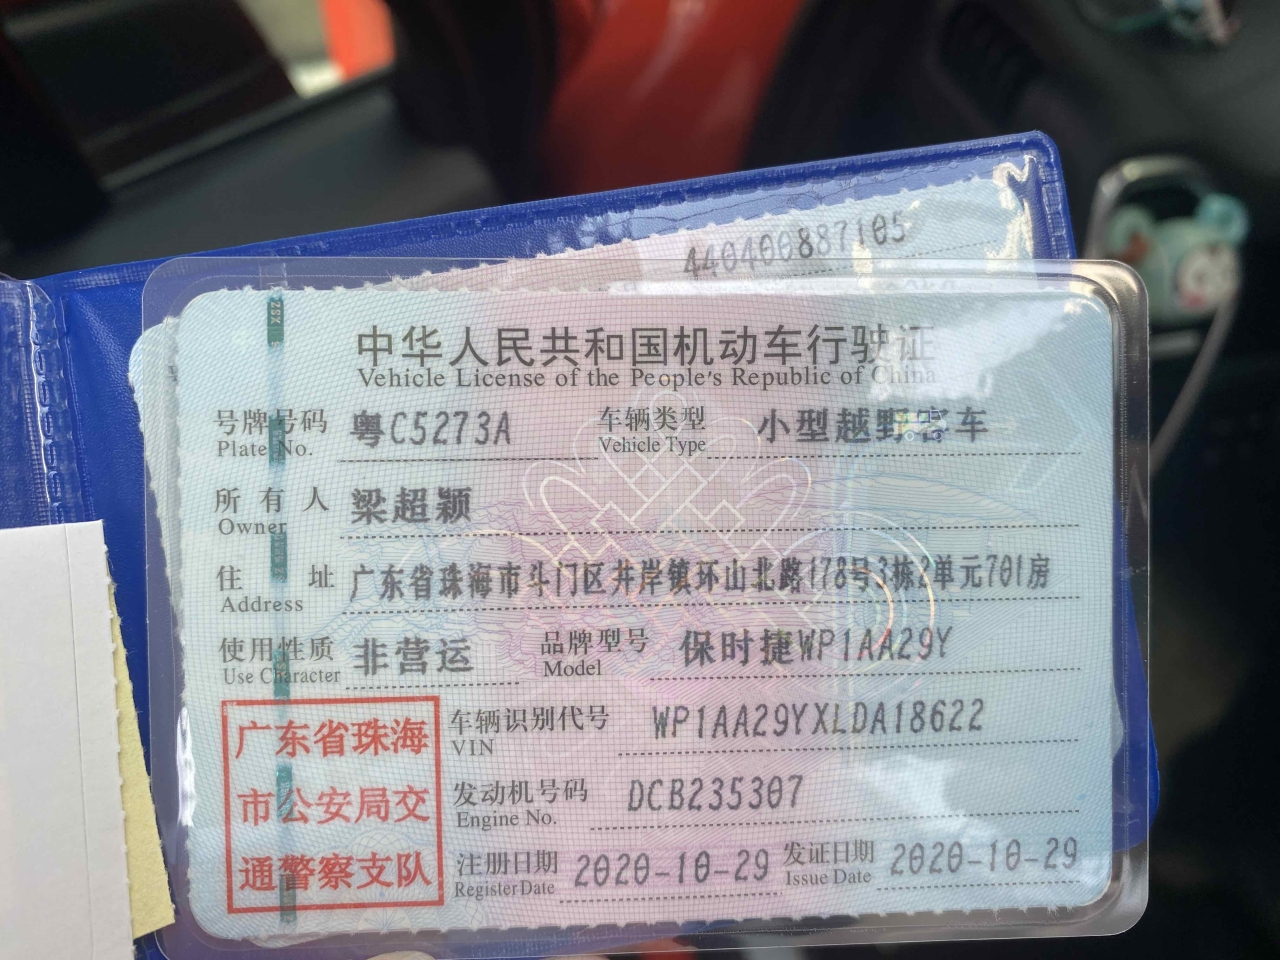 440400887105
中华人民共和国机动车行驶证
Vehicle License of the People's Republic of China
号牌号码 粤C5273A 车辆类型 小型越野客车
Plate No. Vehicle Type
所有人 梁超颖
Owner
住址 广东省珠海市斗门区井岸镇环山北路178号3栋2单元701房
Address
使用性质 非营运 品牌型号 保时捷WP1AA29Y
Use Character Model
广东省珠海
市公安局交
通警察支队
车辆识别代号 WP1AA29YXLDA18622
VIN
发动机号码 DCB235307
Engine No.
注册日期 2020-10-29 发证日期 2020-10-29
Register Date Issue Date